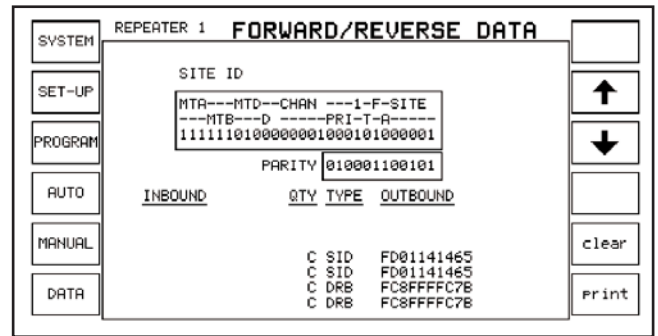 REPEATER 1 FORWARD/REVERSE DATA
SYSTEM
SET-UP
PROGRAM
AUTO
MANUAL
DATA
SITE ID
MTA---MTD--CHAN ---1-F-SITE
---MTB---D -----PRI-T-A-----
1111110100000001000101000001
PARITY 010001100101
INBOUND QTY TYPE OUTBOUND
C SID FD01141465
C SID FD01141465
C DRB FC8FFFFC7B
C DRB FC8FFFFC7B
clear
print